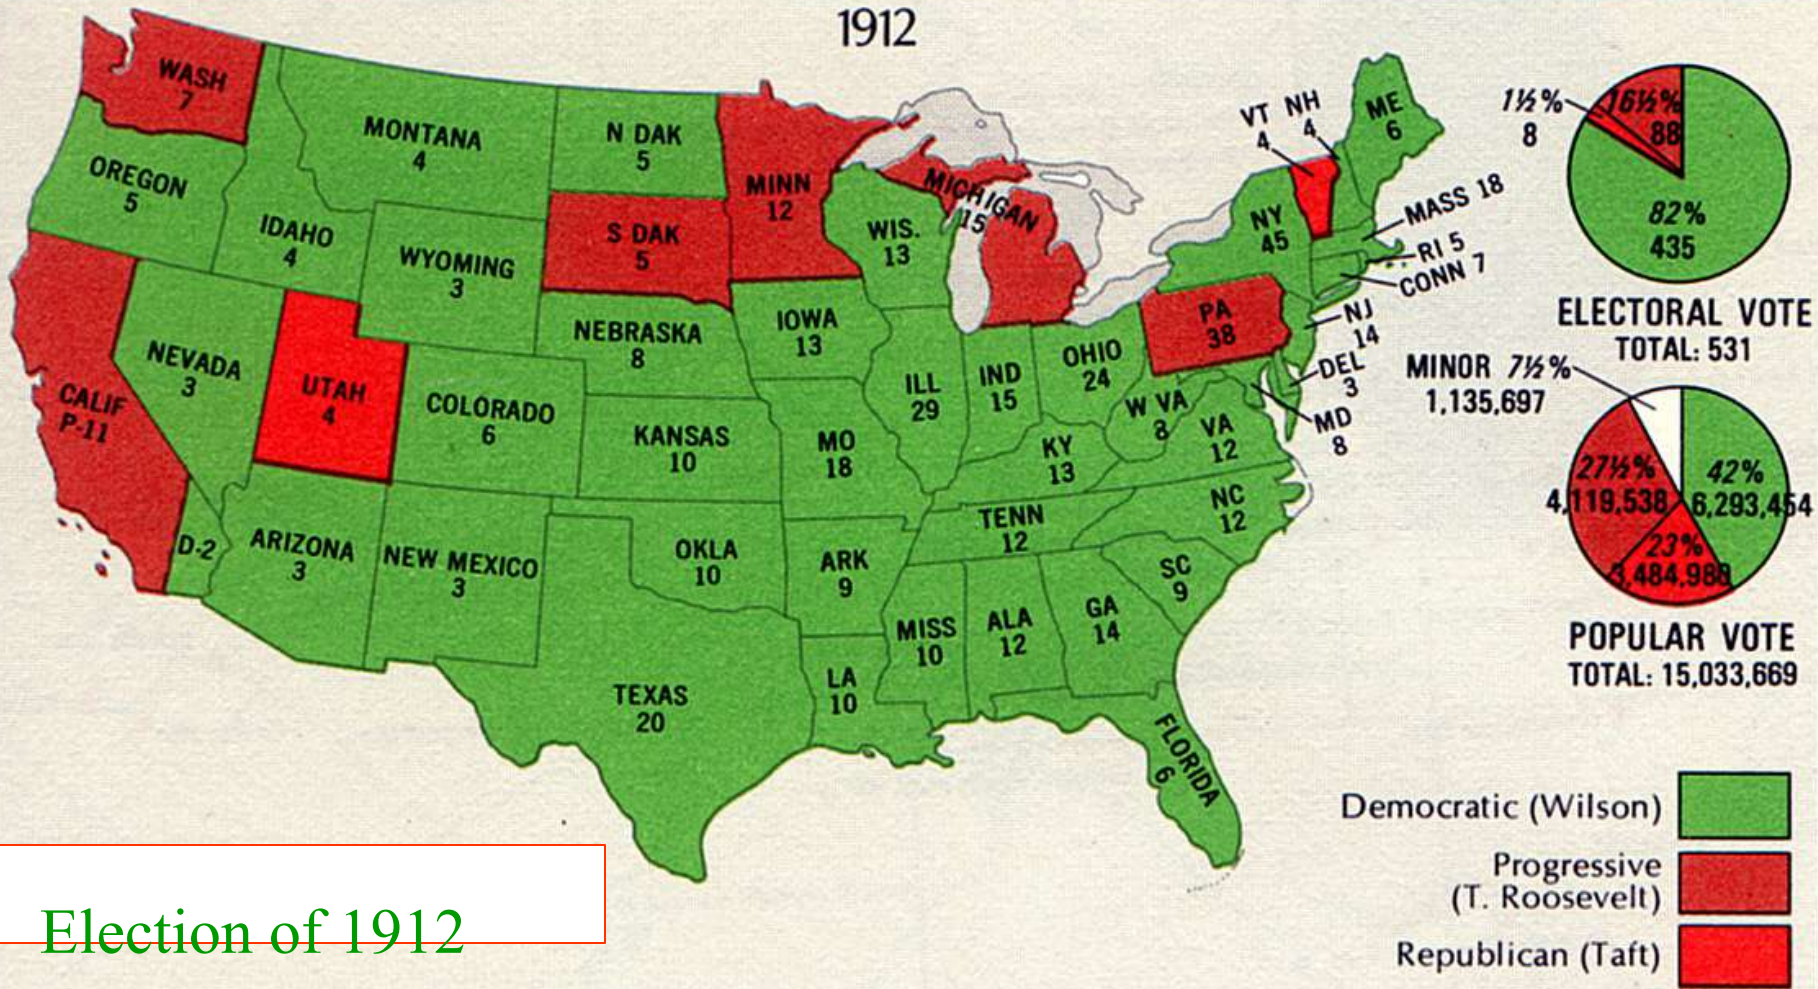 1912
WASH
7
OREGON
5
CALIF
P-11
D-2
NEVADA
3
IDAHO
4
MONTANA
4
WYOMING
3
UTAH
4
COLORADO
6
ARIZONA
3
NEW MEXICO
3
N DAK
5
S DAK
5
NEBRASKA
8
KANSAS
10
OKLA
10
TEXAS
20
MINN
12
IOWA
13
MO
18
ARK
9
LA
10
WIS.
13
ILL
29
MICHIGAN
15
IND
15
OHIO
24
KY
13
TENN
12
MISS
10
ALA
12
GA
14
FLORIDA
6
SC
9
NC
12
VA
12
W VA
8
PA
38
NY
45
VT
4
NH
4
ME
6
MASS 18
RI 5
CONN 7
NJ
14
DEL
3
MD
8
1½%
8
16½%
88
82%
435
ELECTORAL VOTE
TOTAL: 531
MINOR 7½%
1,135,697
27½%
4,119,538
42%
6,293,454
23%
3,484,980
POPULAR VOTE
TOTAL: 15,033,669
Democratic (Wilson)
Progressive
(T. Roosevelt)
Republican (Taft)
Election of 1912